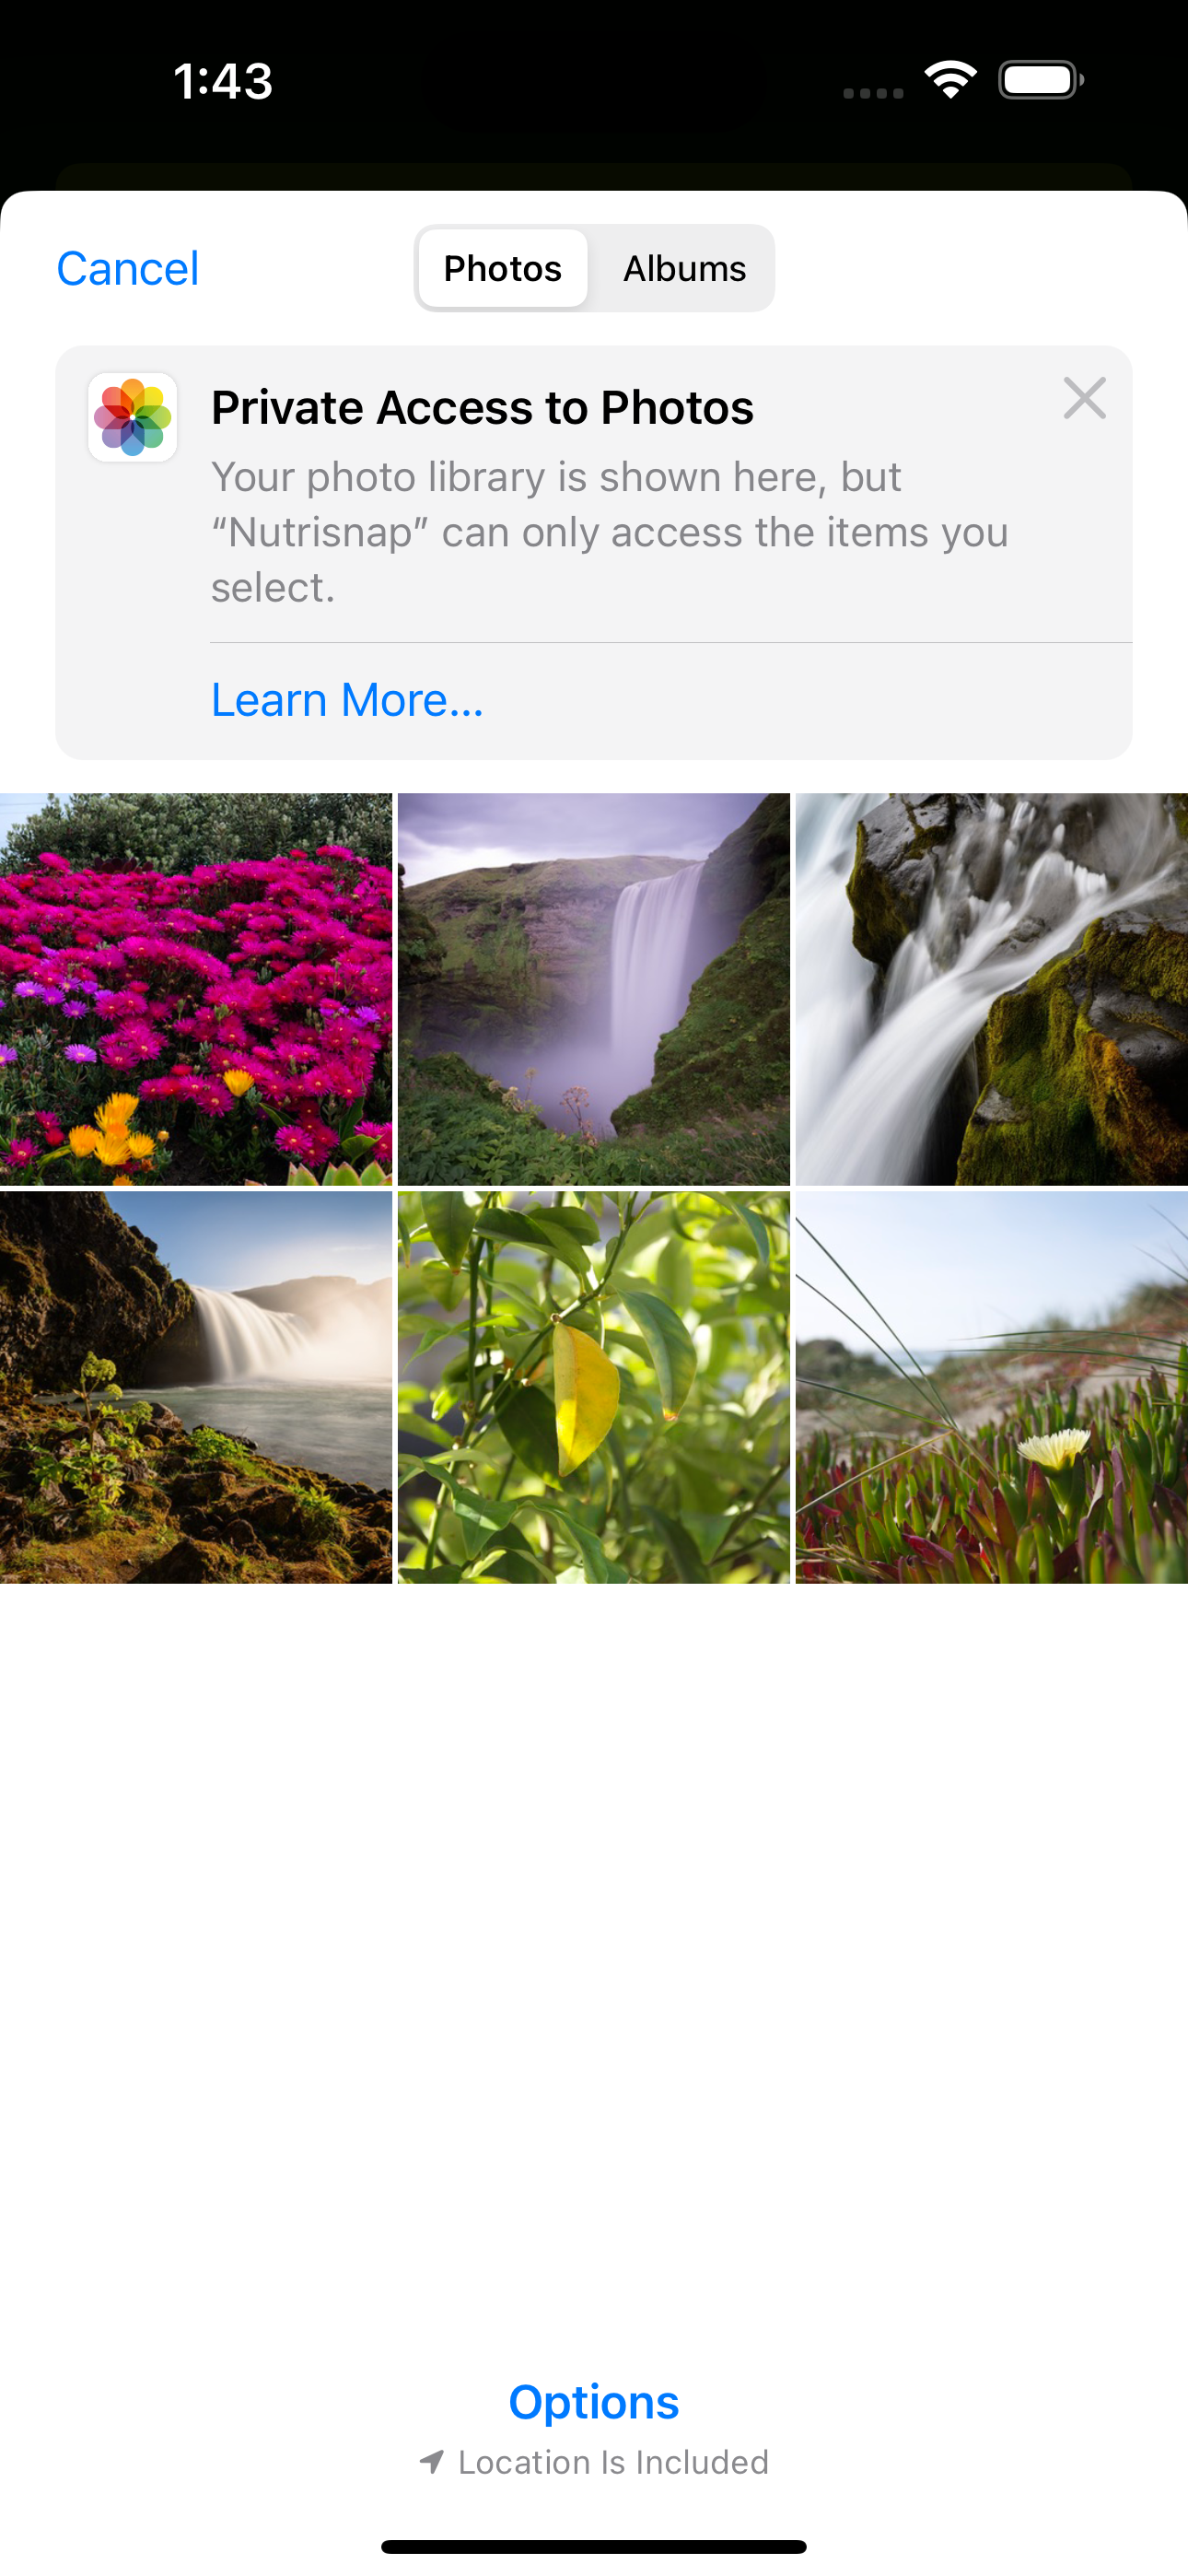 1:43
Cancel
Photos
Albums
Private Access to Photos
Your photo library is shown here, but
“Nutrisnap” can only access the items you
select.
Learn More...
Options
Location Is Included